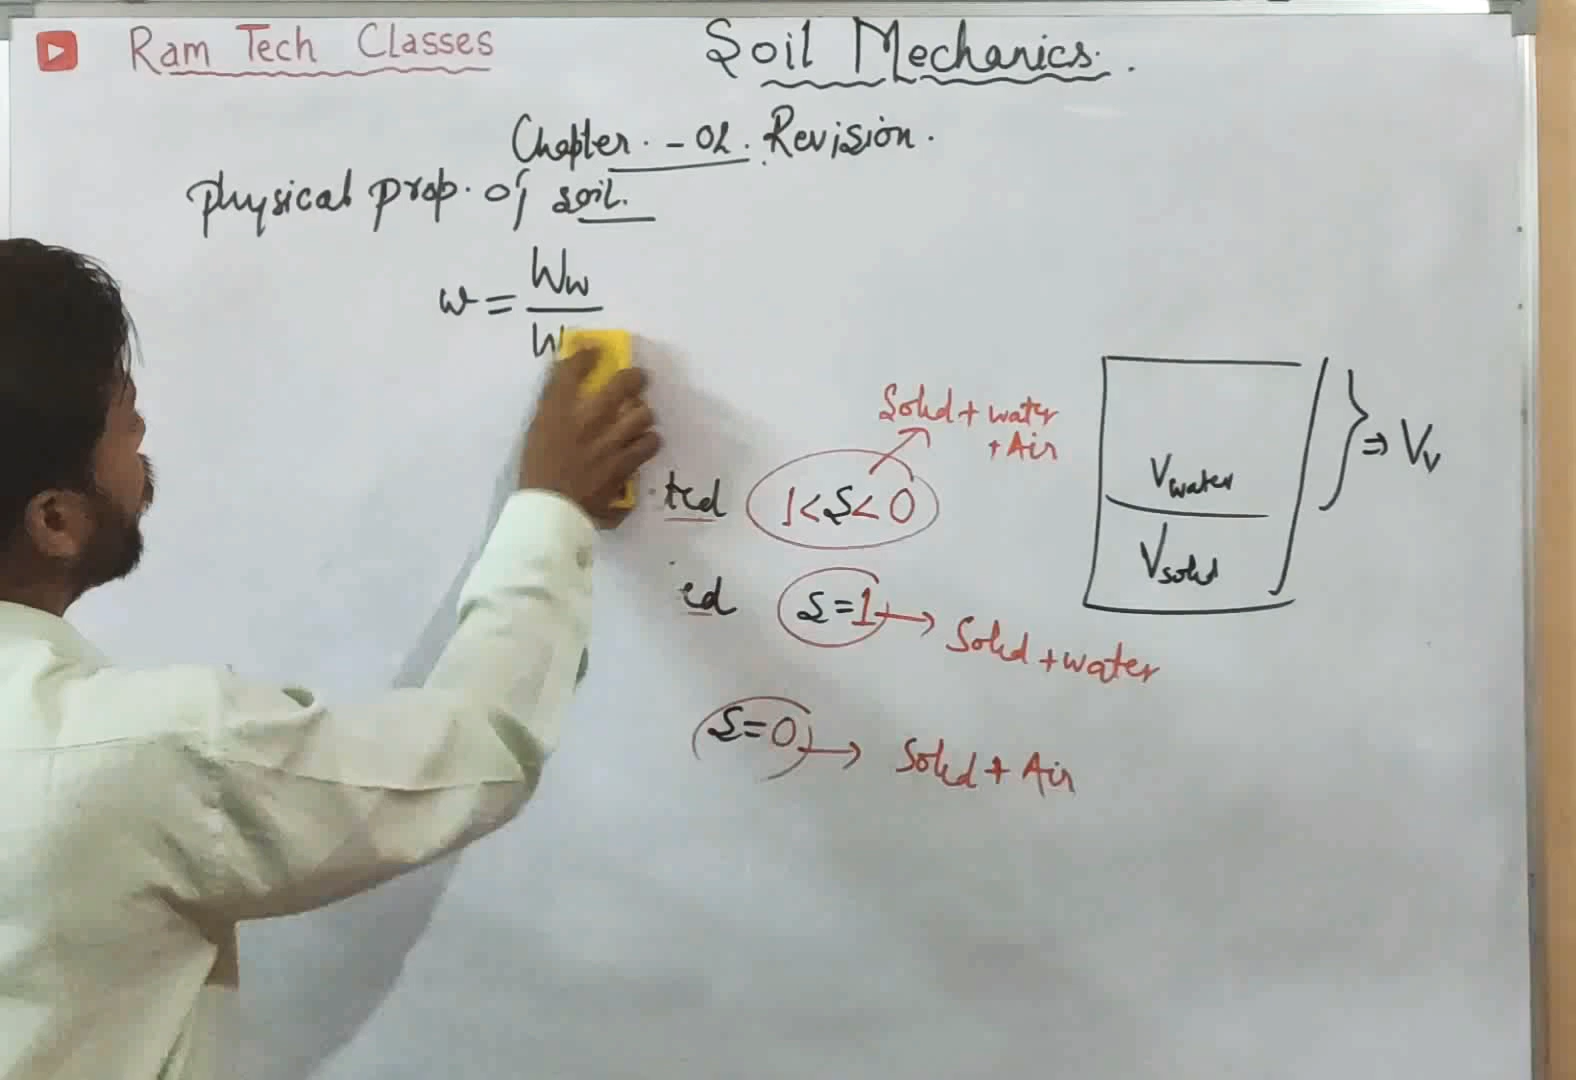 Ram Tech Classes
Soil Mechanics.
Chapter. - 02. Revision.
Physical prop. of soil.
w = Ww
W
Solid + water
+ Air
ted 1<S<0
ed S=1 → Solid + water
S=0 → Solid + Air
Vwater
Vsolid
⇒ Vv